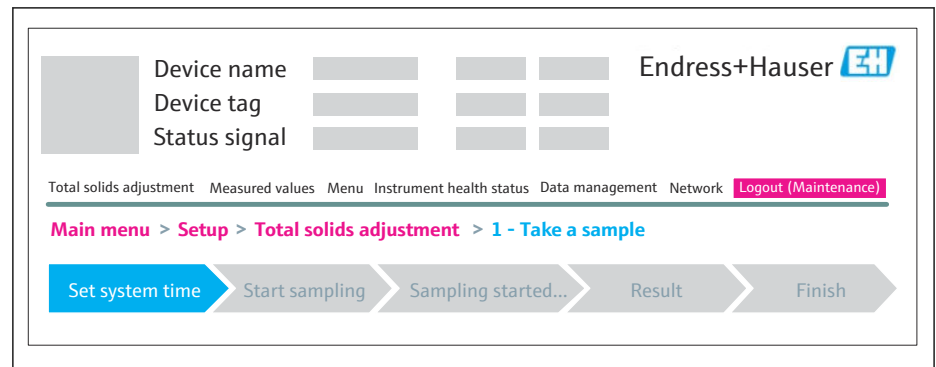 Device name
Endress+Hauser EH
Device tag
Status signal
Total solids adjustment Measured values Menu Instrument health status Data management Network Logout (Maintenance)
Main menu > Setup > Total solids adjustment > 1 - Take a sample
Set system time Start sampling Sampling started... Result Finish